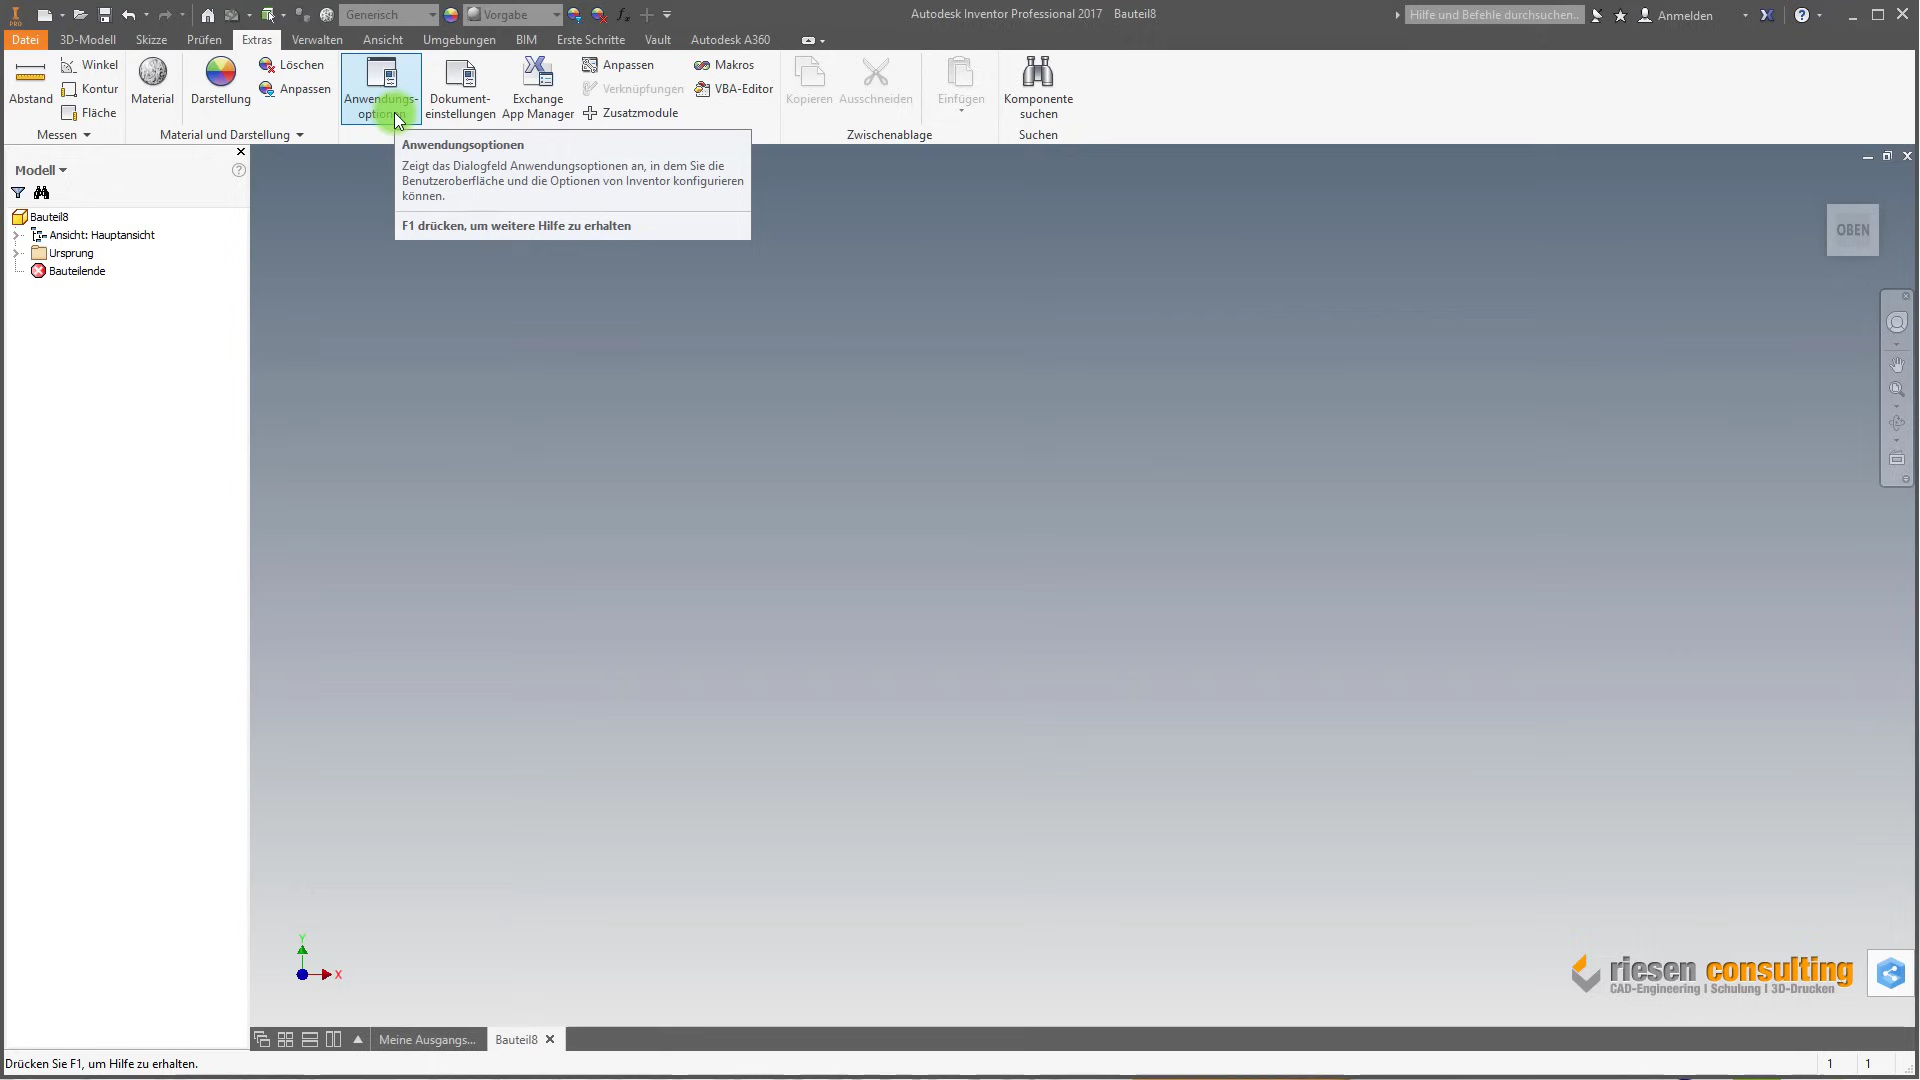 Generisch
Vorgabe
Autodesk Inventor Professional 2017 Bauteil8
Hilfe und Befehle durchsuchen...
Anmelden
Datei 3D-Modell Skizze Prüfen Extras Verwalten Ansicht Umgebungen BIM Erste Schritte Vault Autodesk A360
Abstand
Winkel
Kontur
Fläche
Messen
Material
Darstellung
Löschen
Anpassen
Material und Darstellung
Anwendungs-
optionen
Dokument-
einstellungen
Exchange
App Manager
Anpassen
Verknüpfungen
Zusatzmodule
Makros
VBA-Editor
Kopieren
Ausschneiden
Einfügen
Zwischenablage
Komponente
suchen
Suchen
Anwendungsoptionen
Zeigt das Dialogfeld Anwendungsoptionen an, in dem Sie die
Benutzeroberfläche und die Optionen von Inventor konfigurieren
können.
F1 drücken, um weitere Hilfe zu erhalten
Modell
Bauteil8
Ansicht: Hauptansicht
Ursprung
Bauteilende
OBEN
Y
X
riesen consulting
CAD-Engineering I Schulung I 3D-Drucken
Meine Ausgangs...
Bauteil8
Drücken Sie F1, um Hilfe zu erhalten.
1 1